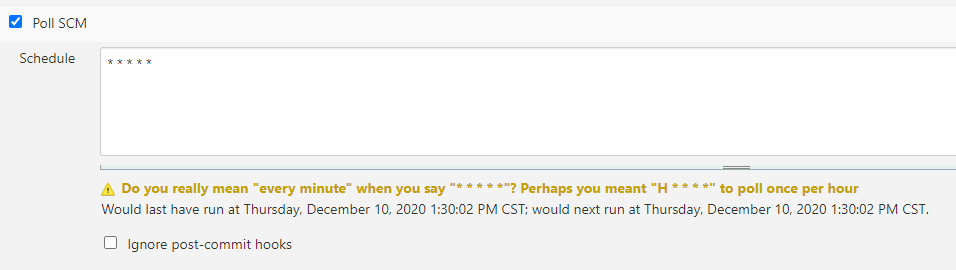 Poll SCM
Schedule
* * * * *
Do you really mean "every minute" when you say "* * * * *"? Perhaps you meant "H * * * *" to poll once per hour
Would last have run at Thursday, December 10, 2020 1:30:02 PM CST; would next run at Thursday, December 10, 2020 1:30:02 PM CST.
Ignore post-commit hooks